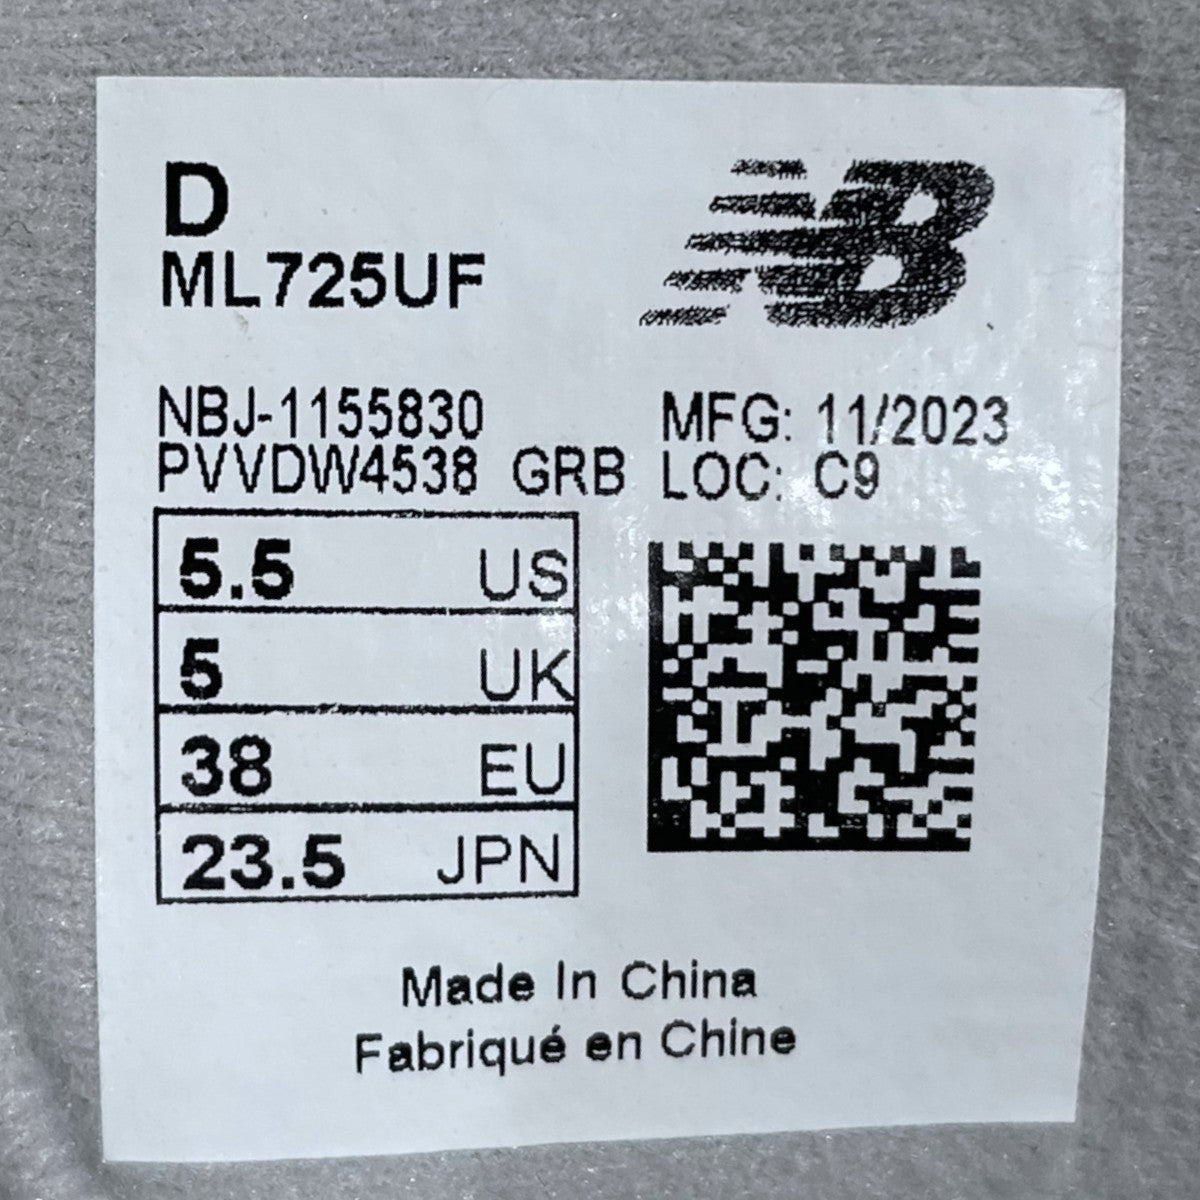 D
ML725UF
NB
NBJ-1155830
PVVDW4538 GRB
MFG: 11/2023
LOC: C9
5.5 US
5 UK
38 EU
23.5 JPN
Made In China
Fabriqué en Chine